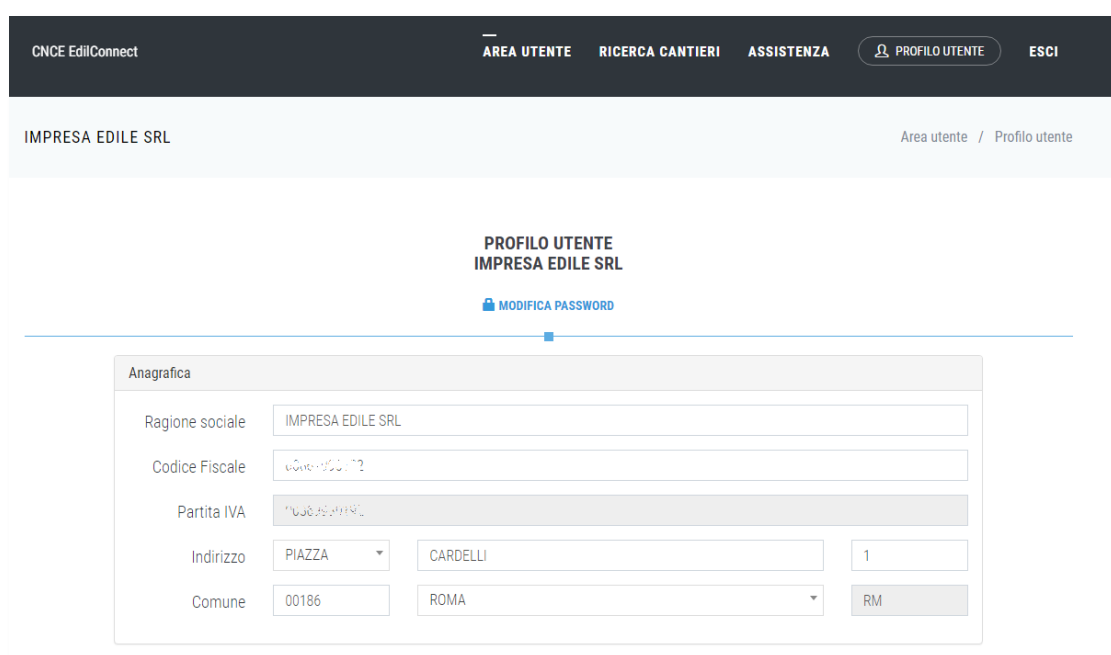 CNCE EdilConnect AREA UTENTE RICERCA CANTIERI ASSISTENZA PROFILO UTENTE ESCI
IMPRESA EDILE SRL Area utente / Profilo utente
PROFILO UTENTE
IMPRESA EDILE SRL
MODIFICA PASSWORD
Anagrafica
Ragione sociale IMPRESA EDILE SRL
Codice Fiscale
Partita IVA
Indirizzo PIAZZA CARDELLI 1
Comune 00186 ROMA RM